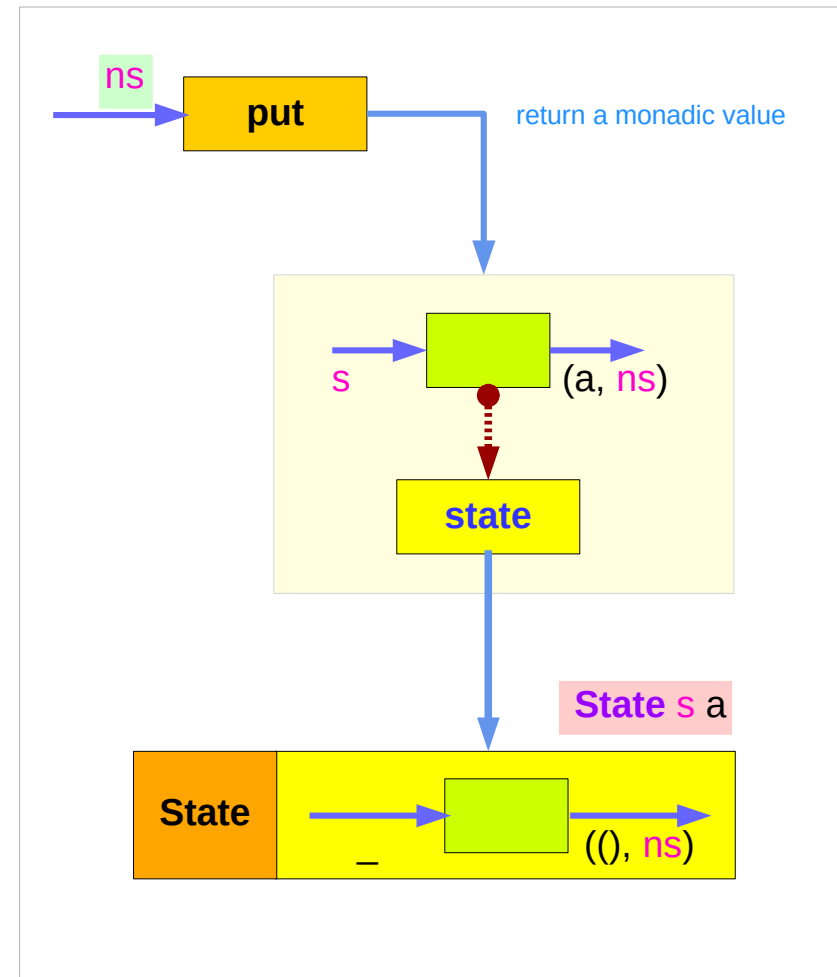 ns
put
return a monadic value
s
(a, ns)
state
State s a
State
_
((), ns)